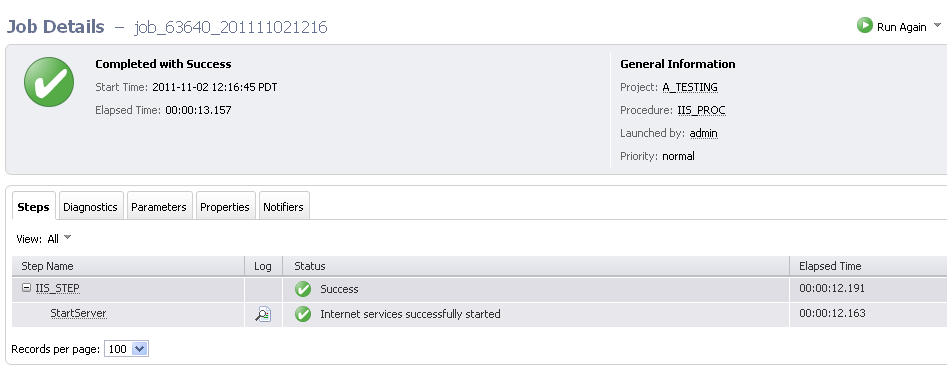 Job Details – job_63640_201111021216
Run Again
Completed with Success
Start Time: 2011-11-02 12:16:45 PDT
Elapsed Time: 00:00:13.157
General Information
Project: A_TESTING
Procedure: IIS_PROC
Launched by: admin
Priority: normal
Steps Diagnostics Parameters Properties Notifiers
View: All
Step Name Log Status Elapsed Time
IIS_STEP Success 00:00:12.191
StartServer Internet services successfully started 00:00:12.163
Records per page: 100